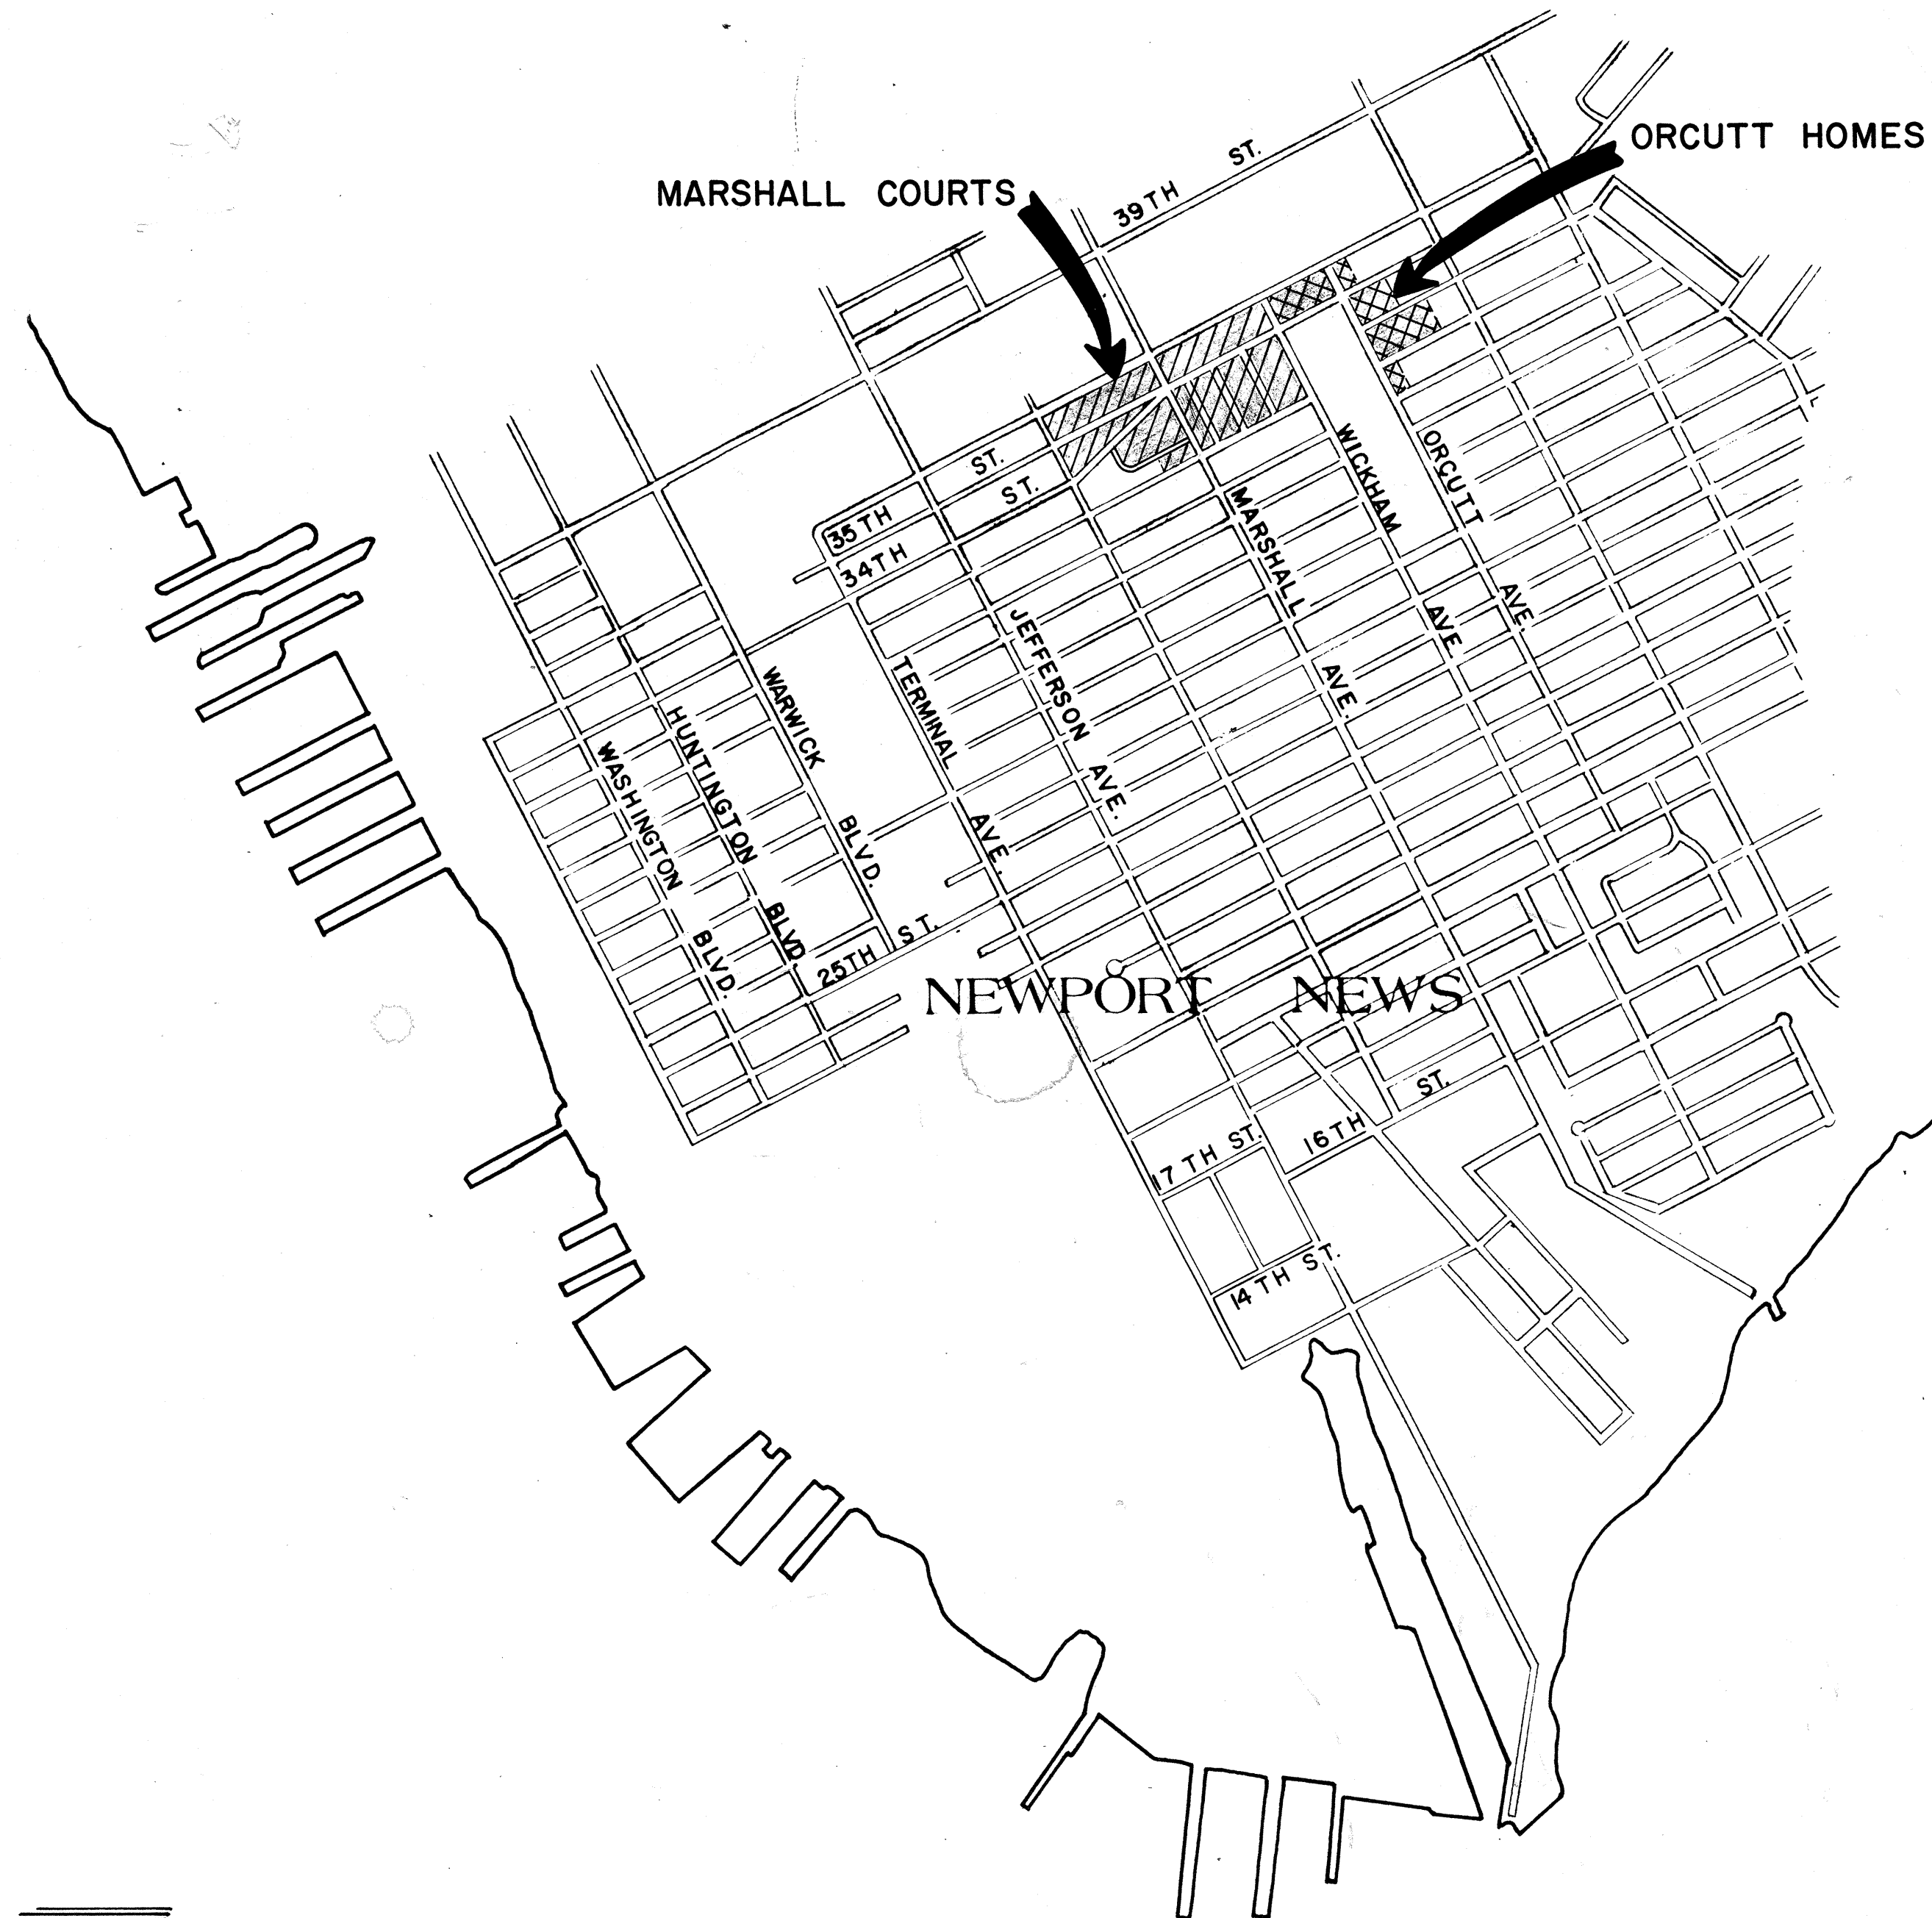 ORCUTT HOMES
MARSHALL COURTS
39TH ST.
35TH ST.
34TH ST.
WICKHAM AVE.
ORCUTT AVE.
MARSHALL AVE.
JEFFERSON AVE.
TERMINAL AVE.
WARWICK BLVD.
HUNTINGTON BLVD.
WASHINGTON BLVD.
25TH ST.
NEWPORT NEWS
16TH ST.
17TH ST.
14TH ST.